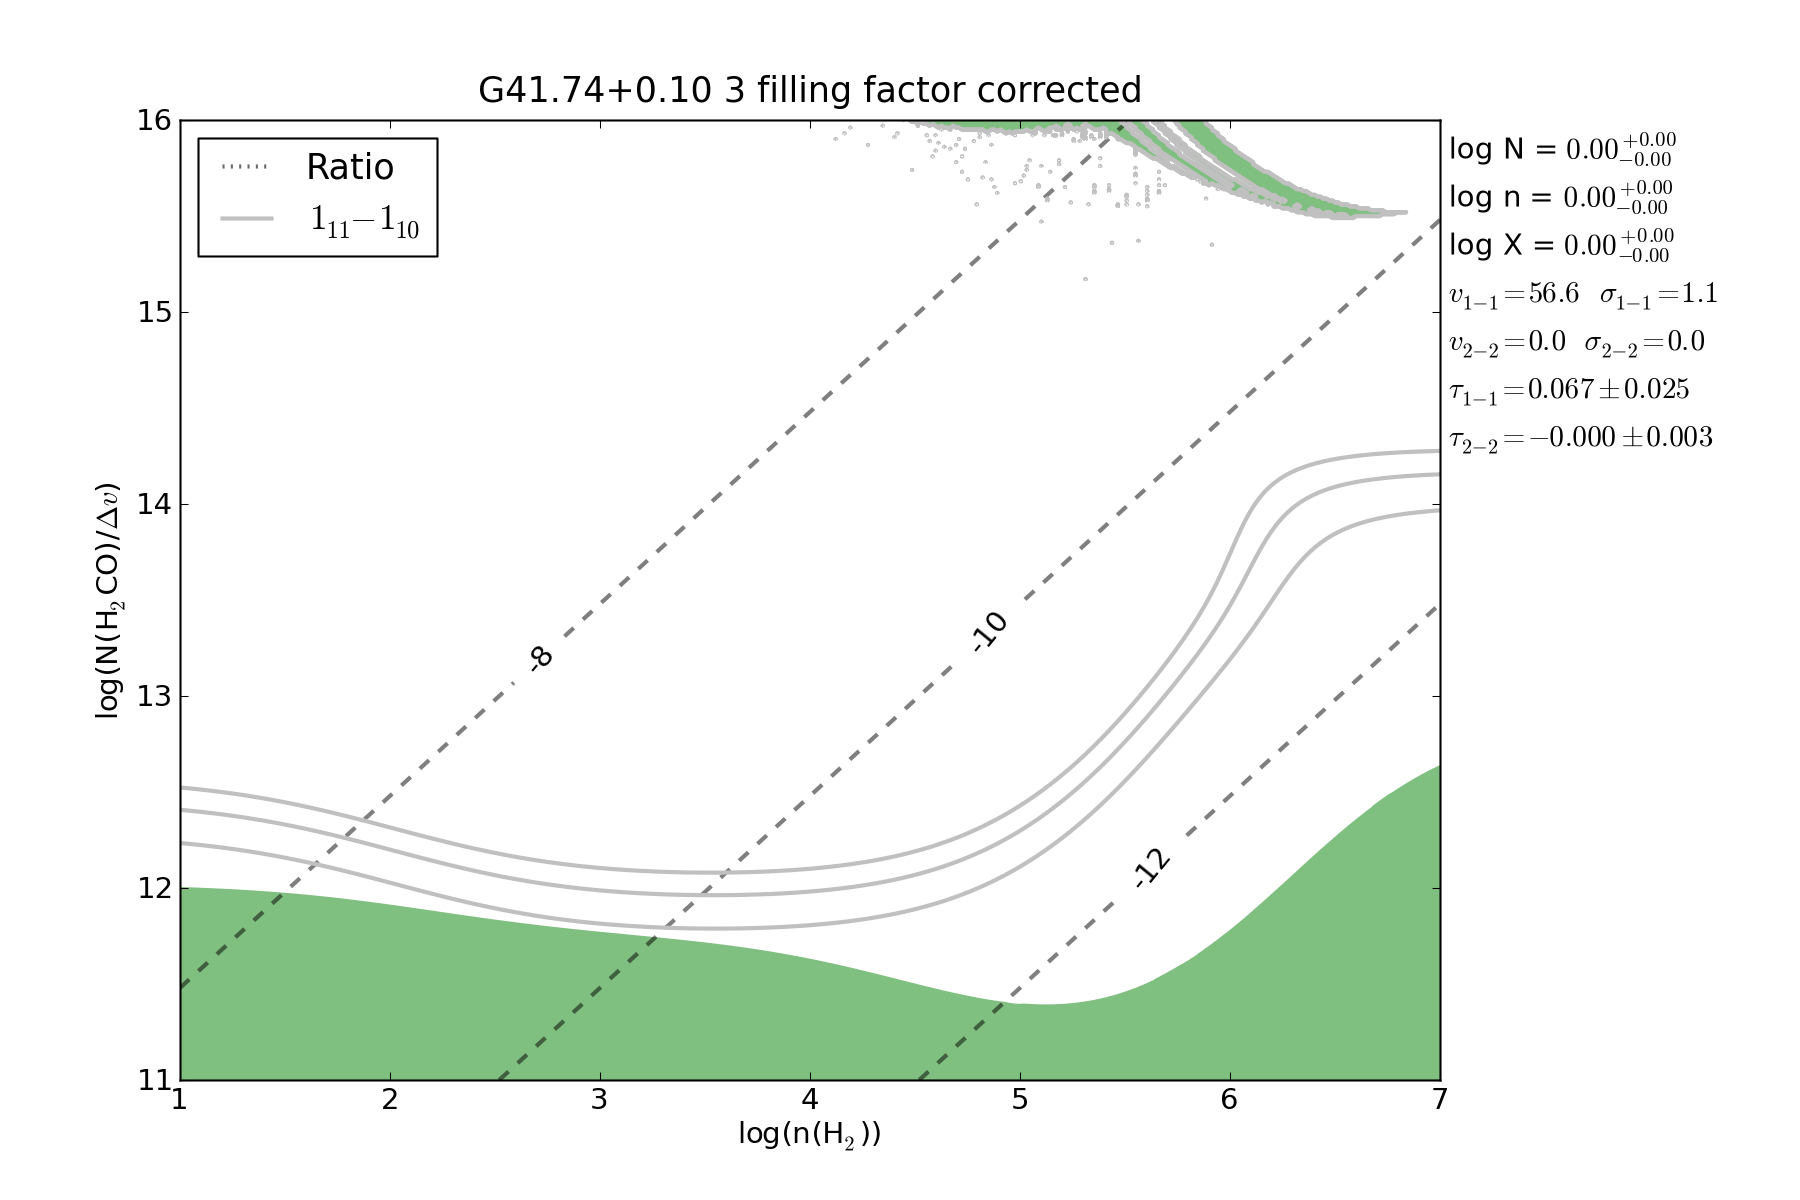 G41.74+0.10 3 filling factor corrected
16
15
14
13
12
11
log(N(H₂CO)/Δv)
Ratio
1₁₁−1₁₀
-8
-10
-12
1 2 3 4 5 6 7
log(n(H₂))
log N = 0.00⁺⁰·⁰⁰₋₀.₀₀
log n = 0.00⁺⁰·⁰⁰₋₀.₀₀
log X = 0.00⁺⁰·⁰⁰₋₀.₀₀
v₁₋₁=56.6 σ₁₋₁=1.1
v₂₋₂=0.0 σ₂₋₂=0.0
τ₁₋₁=0.067±0.025
τ₂₋₂=−0.000±0.003